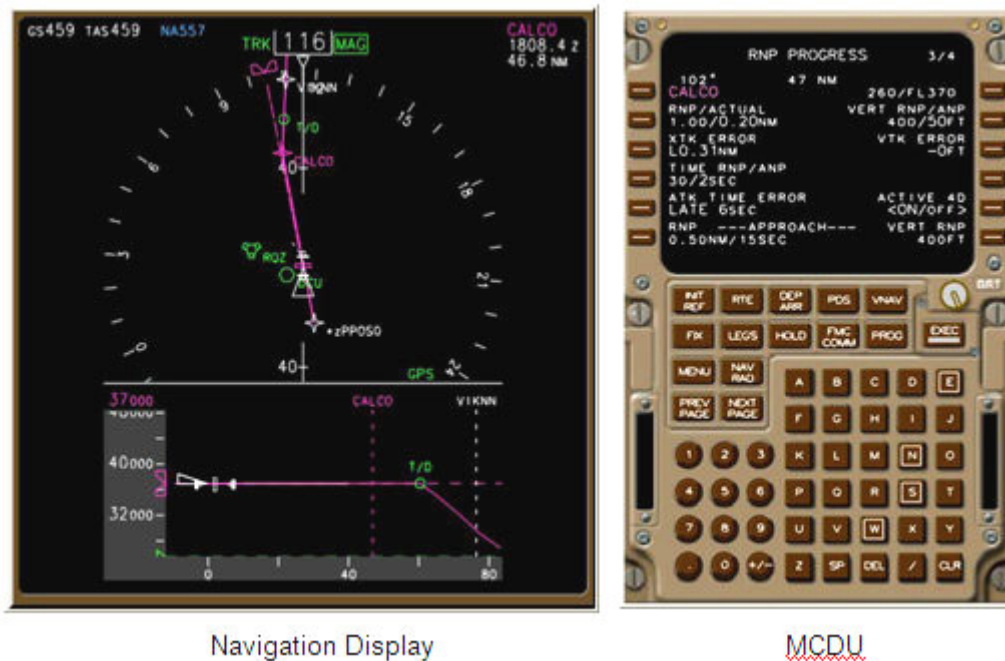 GS459 TAS459 NA557
TRK 116 MAG
CALCO
1808.4 z
46.8 NM
9
15
6
18
T/D
CALCO
40
RQZ
21
+zPPOSG
0
40
GPS
24
37000
CALCO
VIKNN
40000
T/D
32000
0 40 80
Navigation Display
RNP PROGRESS 3/4
102° 47 NM
CALCO 260/FL370
RNP/ACTUAL VERT RNP/ANP
1.00/0.20NM 400/50FT
XTK ERROR VTK ERROR
L0.31NM -0FT
TIME RNP/ANP
30/2SEC
ATK TIME ERROR ACTIVE 4D
LATE 6SEC <ON/OFF>
RNP ---APPROACH--- VERT RNP
0.50NM/15SEC 400FT
BRT
INIT REF RTE DEP ARR POS VNAV
FIX LEGS HOLD FMC COMM PROG EXEC
MENU NAV RAD
PREV PAGE NEXT PAGE
A B C D E
F G H I J
1 2 3 K L M N O
4 5 6 P Q R S T
7 8 9 U V W X Y
. 0 +/- Z SP DEL / CLR
MCDU